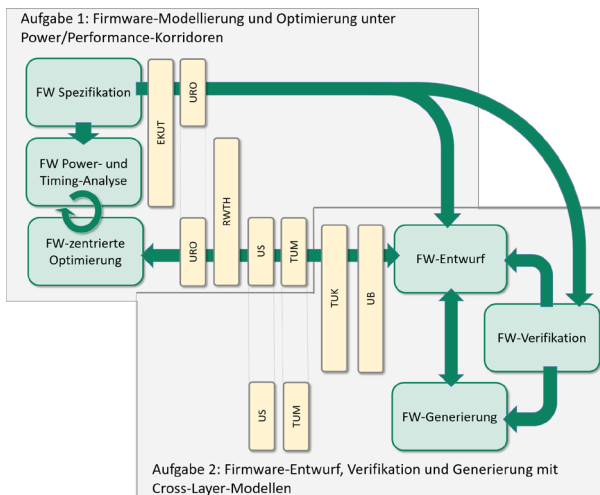 Aufgabe 1: Firmware-Modellierung und Optimierung unter
Power/Performance-Korridoren
FW Spezifikation
EKUT
URO
FW Power- und
Timing-Analyse
RWTH
FW-zentrierte
Optimierung
URO
US
TUM
TUK
UB
FW-Entwurf
FW-Verifikation
US
TUM
FW-Generierung
Aufgabe 2: Firmware-Entwurf, Verifikation und Generierung mit
Cross-Layer-Modellen